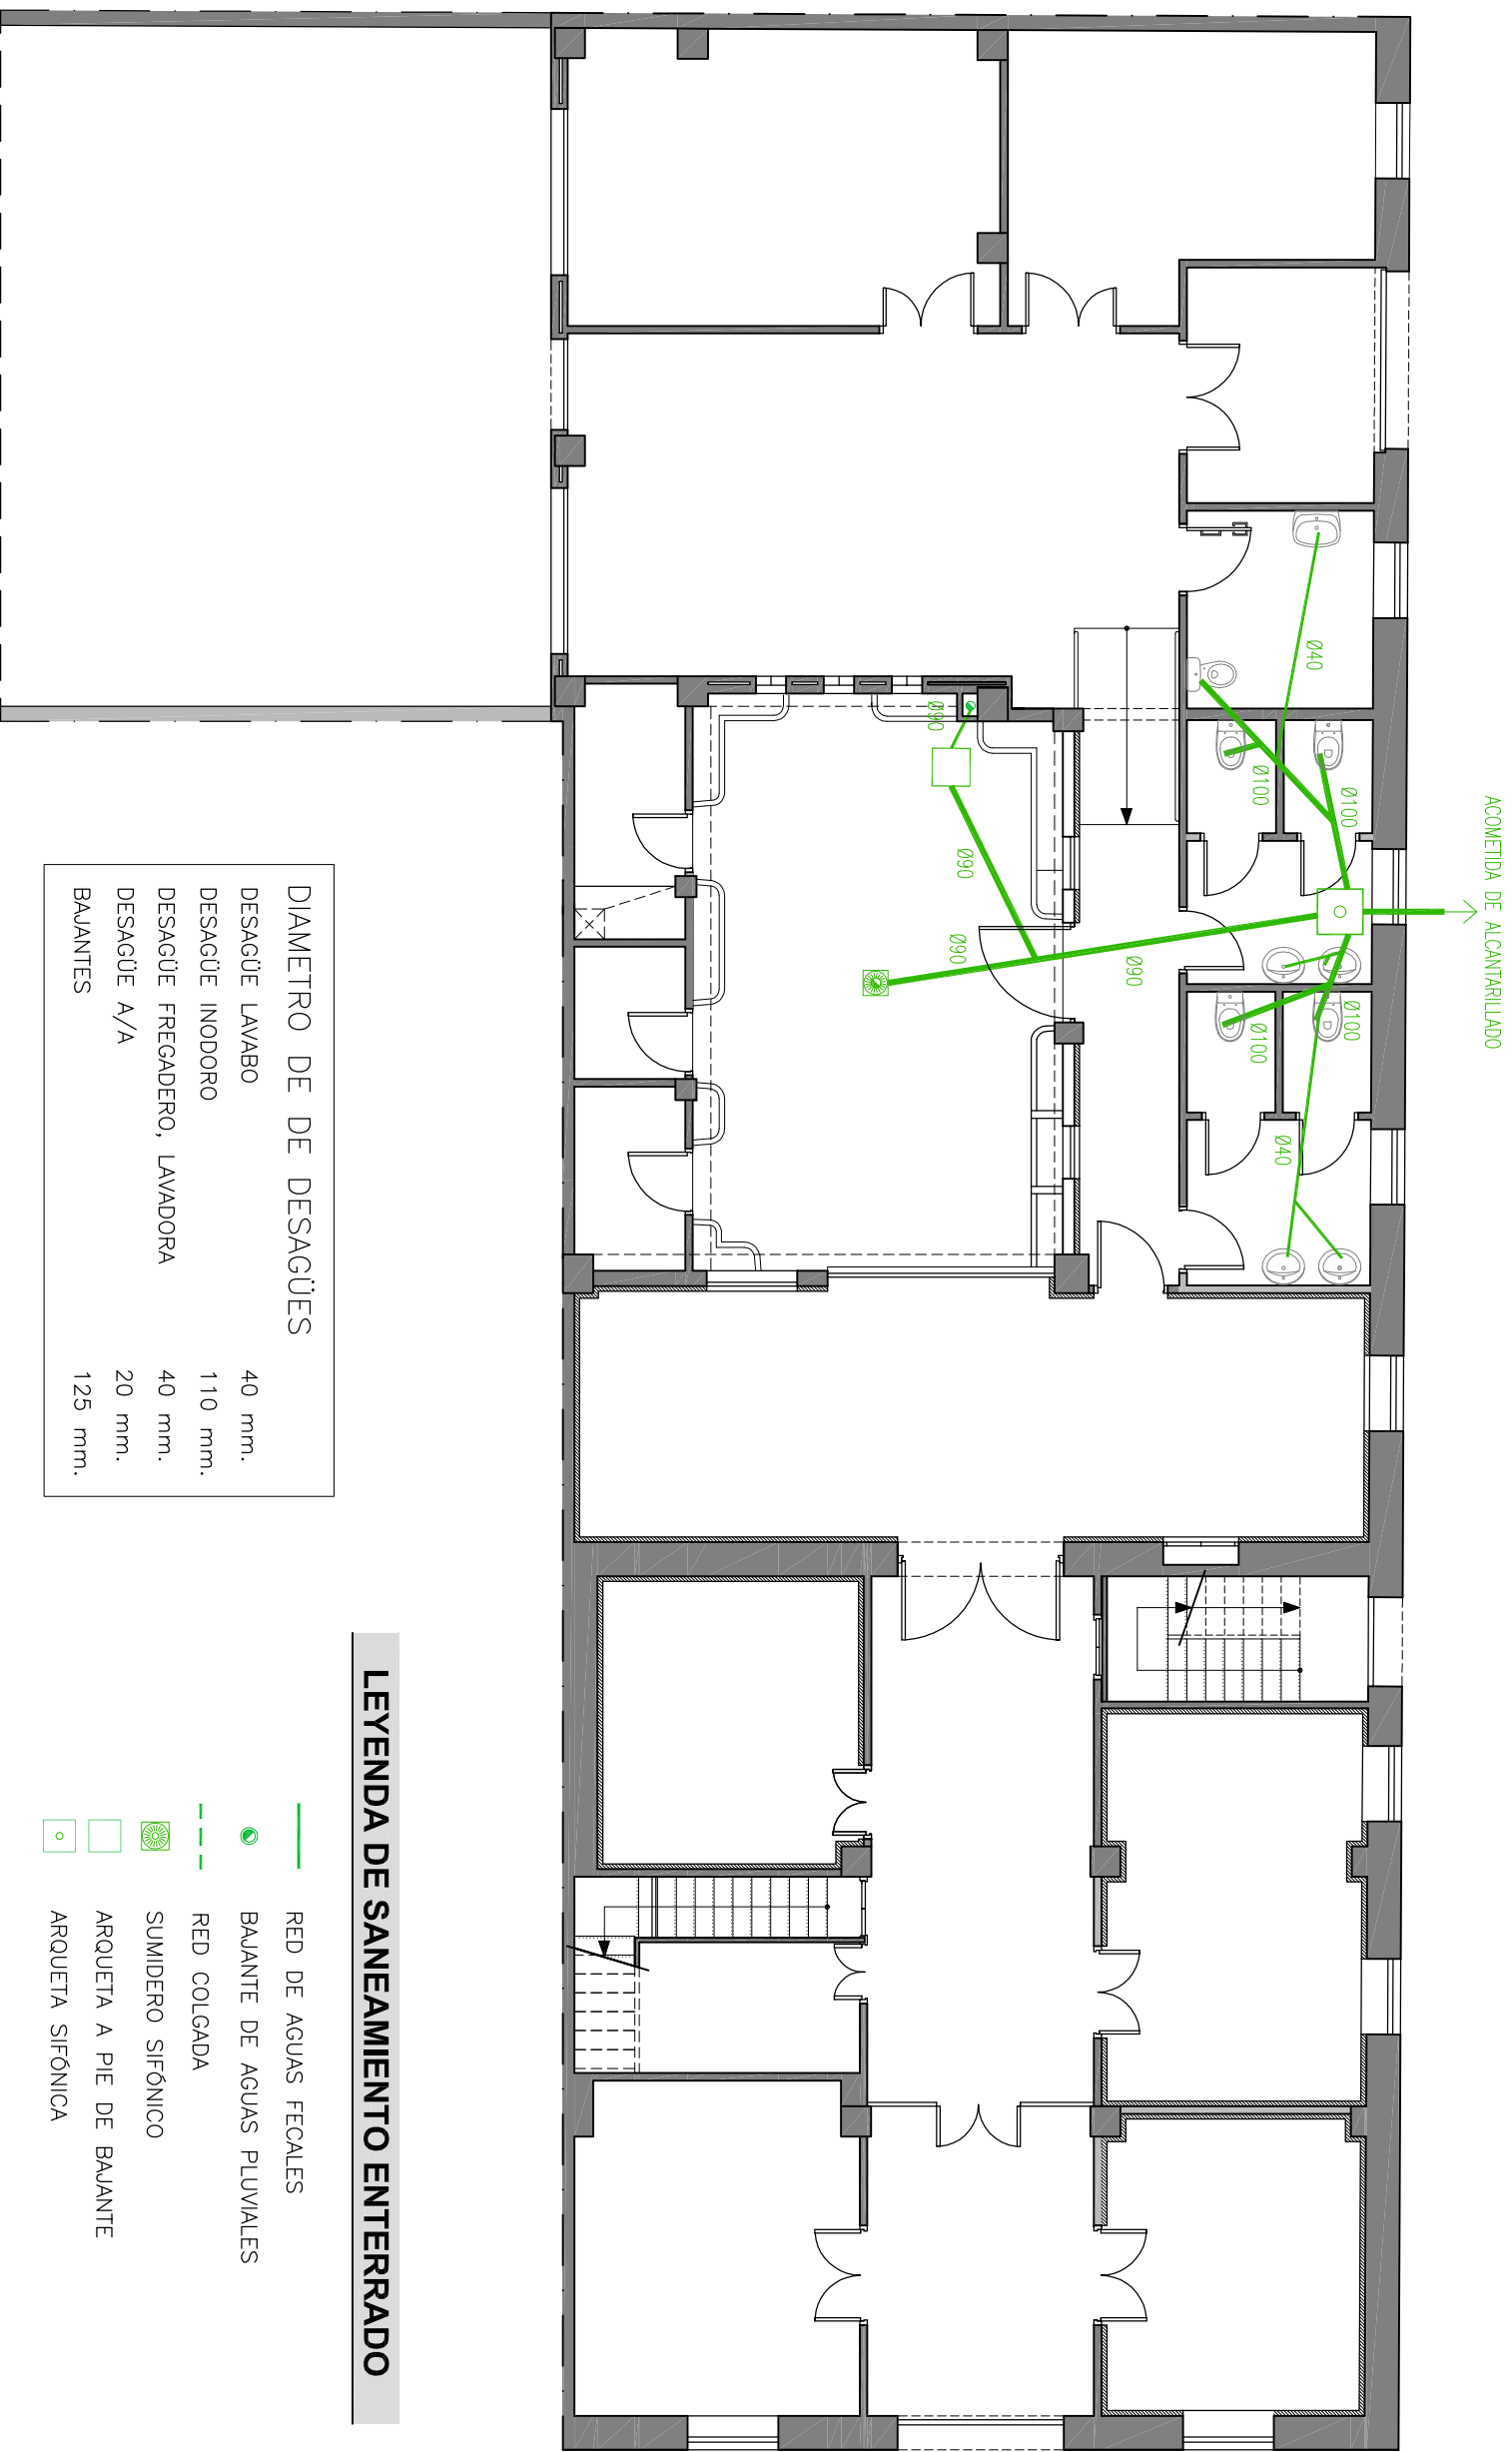 ACOMETIDA DE ALCANTARILLADO
Ø40
Ø100
Ø100
Ø90
Ø90
Ø90
Ø90
Ø100
Ø100
Ø40
DIAMETRO DE DE DESAGÜES
DESAGÜE LAVABO 40 mm.
DESAGÜE INODORO 110 mm.
DESAGÜE FREGADERO, LAVADORA 40 mm.
DESAGÜE A/A 20 mm.
BAJANTES 125 mm.
LEYENDA DE SANEAMIENTO ENTERRADO
RED DE AGUAS FECALES
BAJANTE DE AGUAS PLUVIALES
RED COLGADA
SUMIDERO SIFÓNICO
ARQUETA A PIE DE BAJANTE
ARQUETA SIFÓNICA